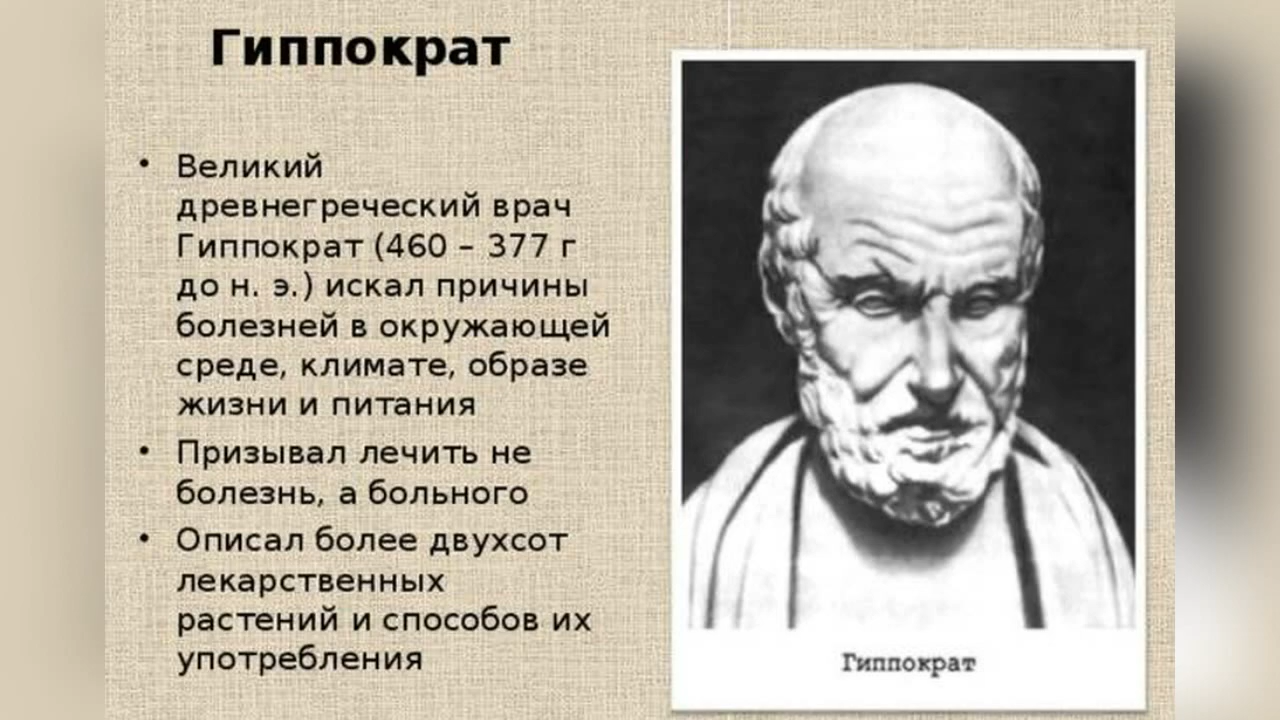 Гиппократ
• Великий
древнегреческий врач
Гиппократ (460 – 377 г
до н. э.) искал причины
болезней в окружающей
среде, климате, образе
жизни и питания
• Призывал лечить не
болезнь, а больного
• Описал более двухсот
лекарственных
растений и способов их
употребления
Гиппократ